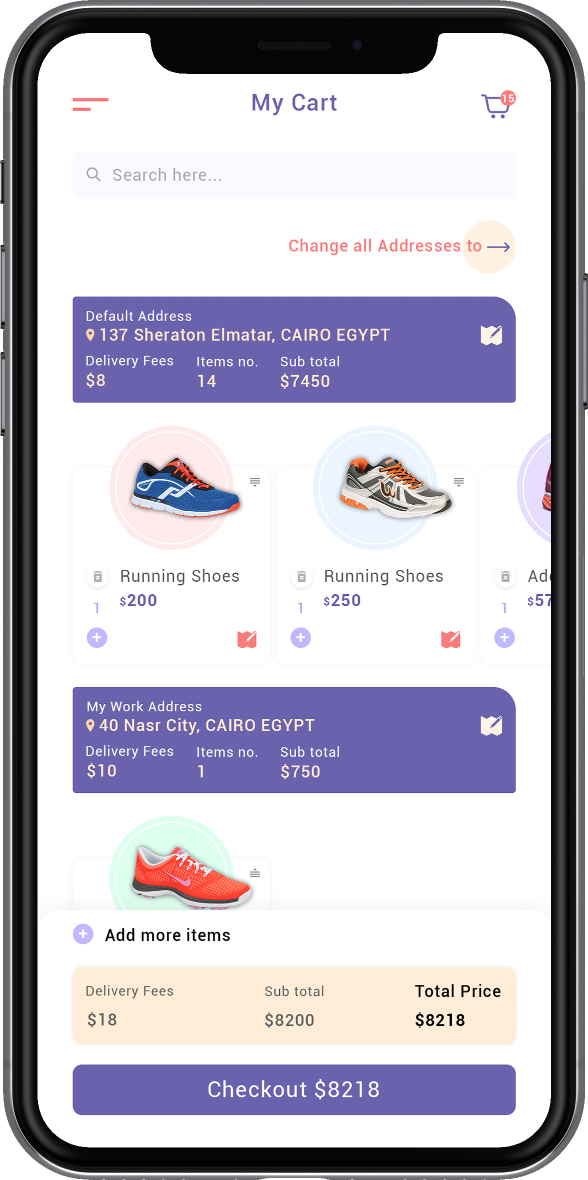 My Cart
15
Search here...
Change all Addresses to
Default Address
137 Sheraton Elmatar, CAIRO EGYPT
Delivery Fees Items no. Sub total
$8 14 $7450
Running Shoes Running Shoes
$200 $250 $57
1 1 1
My Work Address
40 Nasr City, CAIRO EGYPT
Delivery Fees Items no. Sub total
$10 1 $750
Add more items
Delivery Fees Sub total Total Price
$18 $8200 $8218
Checkout $8218